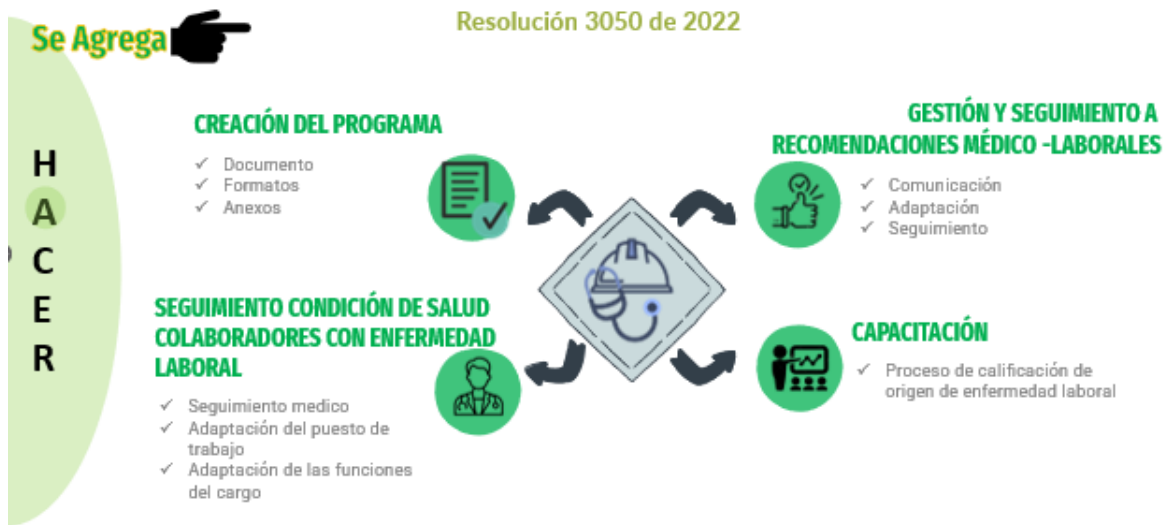 Se Agrega
Resolución 3050 de 2022
H
A
C
E
R
CREACIÓN DEL PROGRAMA
✓ Documento
✓ Formatos
✓ Anexos
GESTIÓN Y SEGUIMIENTO A
RECOMENDACIONES MÉDICO -LABORALES
✓ Comunicación
✓ Adaptación
✓ Seguimiento
SEGUIMIENTO CONDICIÓN DE SALUD
COLABORADORES CON ENFERMEDAD
LABORAL
✓ Seguimiento medico
✓ Adaptación del puesto de
trabajo
✓ Adaptación de las funciones
del cargo
CAPACITACIÓN
✓ Proceso de calificación de
origen de enfermedad laboral